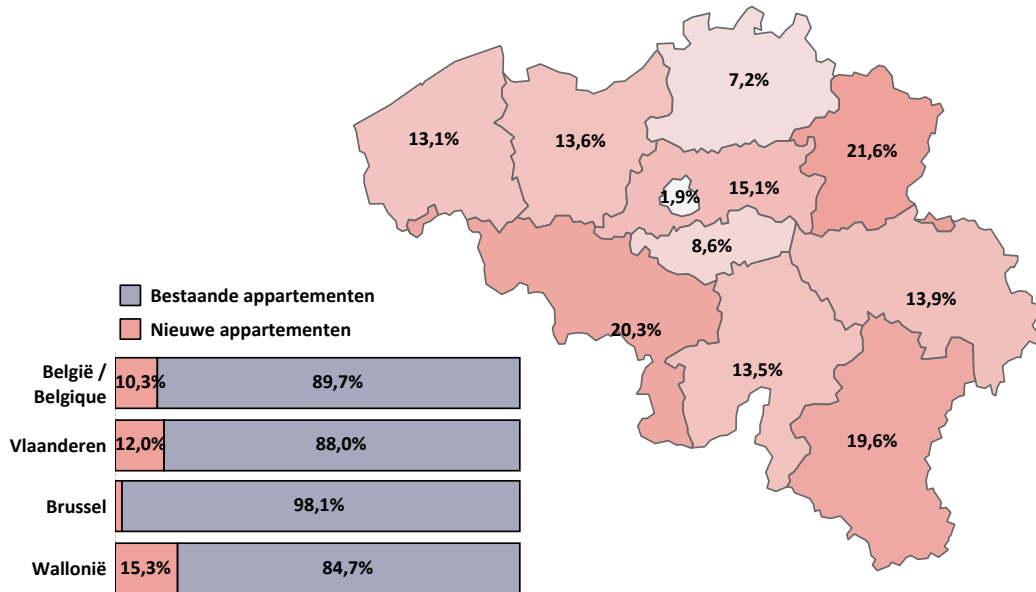 7,2%
13,1%
13,6%
21,6%
1,9%
15,1%
8,6%
13,9%
20,3%
13,5%
19,6%
Bestaande appartementen
Nieuwe appartementen
België /
Belgique
10,3%
89,7%
Vlaanderen
12,0%
88,0%
Brussel
98,1%
Wallonië
15,3%
84,7%